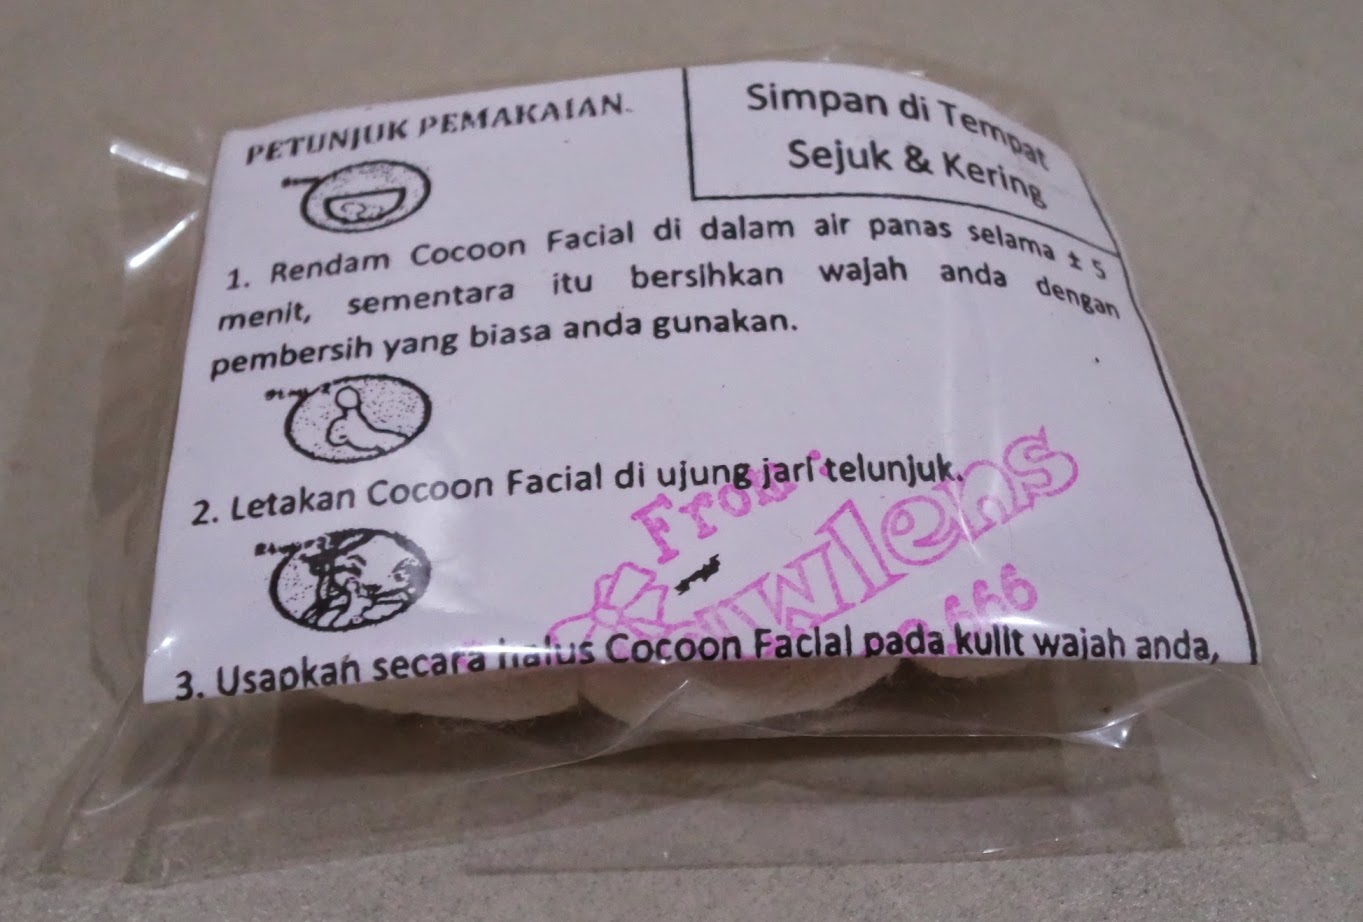 PETUNJUK PEMAKAIAN.
Simpan di Tempat
Sejuk & Kering
1. Rendam Cocoon Facial di dalam air panas selama ± 5
menit, sementara itu bersihkan wajah anda dengan
pembersih yang biasa anda gunakan.
2. Letakan Cocoon Facial di ujung jari telunjuk.
From
3. Usapkan secara halus Cocoon Facial pada kulit wajah anda,